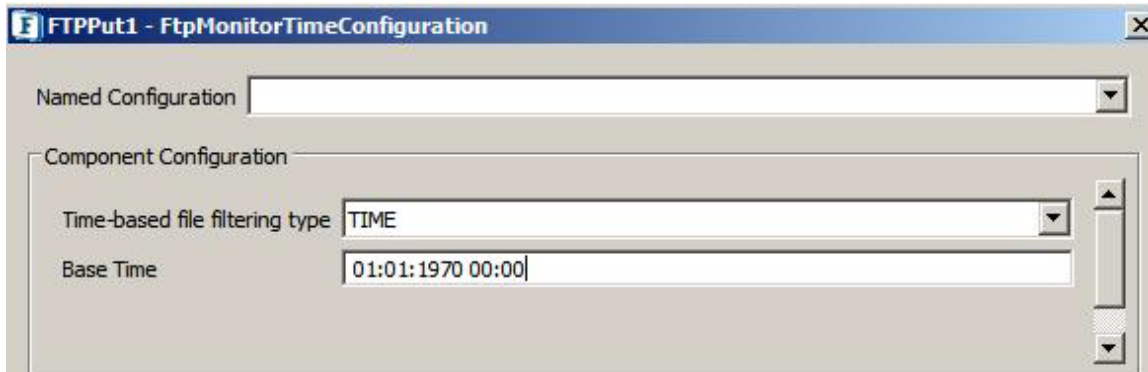 FTPPut1 - FtpMonitorTimeConfiguration
Named Configuration
Component Configuration
Time-based file filtering type TIME
Base Time 01:01:1970 00:00